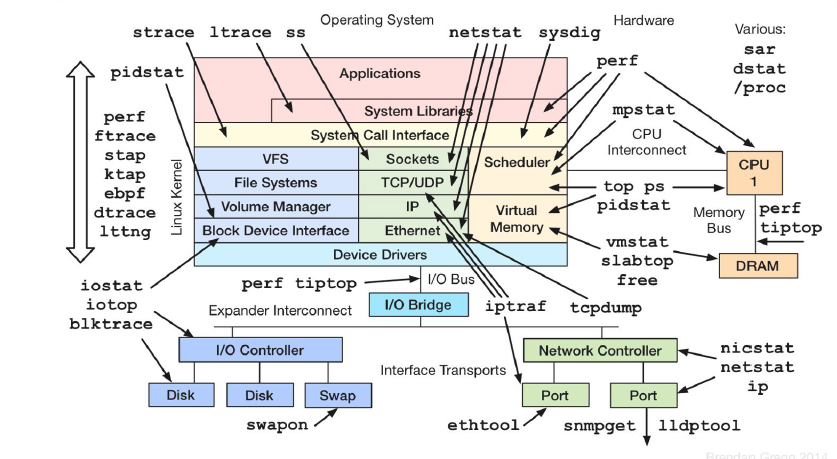 Operating System
Hardware
Various:
strace ltrace ss
netstat sysdig
sar
dstat
/proc
pidstat
Applications
perf
System Libraries
mpstat
perf
ftrace
stap
ktap
ebpf
dtrace
lttng
Linux Kernel
System Call Interface
VFS
Sockets
Scheduler
File Systems
TCP/UDP
Volume Manager
IP
Virtual
Memory
Block Device Interface
Ethernet
Device Drivers
CPU
Interconnect
CPU
1
top ps
pidstat
Memory
Bus
perf
tiptop
vmstat
slabtop
free
DRAM
iostat
iotop
blktrace
perf tiptop
I/O Bus
I/O Bridge
Expander Interconnect
iptraf
tcpdump
I/O Controller
Network Controller
nicstat
netstat
ip
Interface Transports
Disk
Disk
Swap
Port
Port
swapon
ethtool
snmpget
lldptool
Brendan Gregg 2014